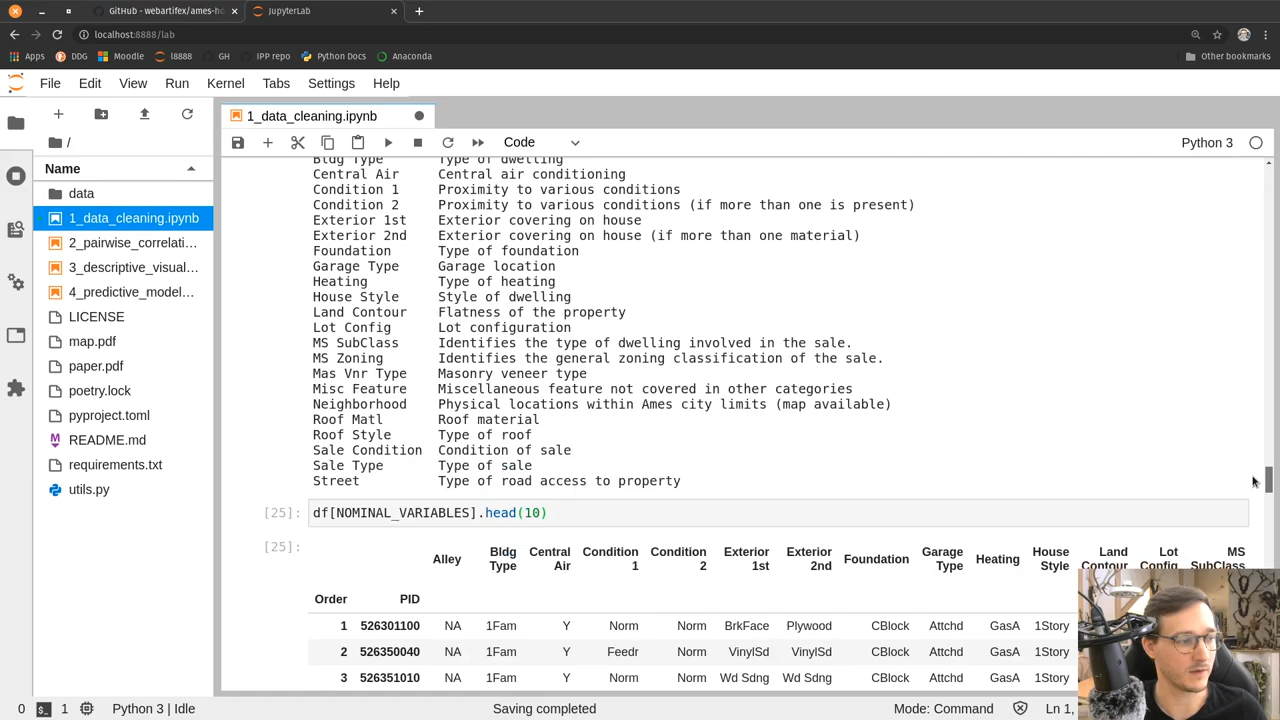 GitHub - webartifex/ames-ho
JupyterLab
localhost:8888/lab
Apps DDG Moodle l8888 GH IPP repo Python Docs Anaconda Other bookmarks
File Edit View Run Kernel Tabs Settings Help
1_data_cleaning.ipynb
/
Code
Python 3
Name
data
1_data_cleaning.ipynb
2_pairwise_correlati...
3_descriptive_visual...
4_predictive_model...
LICENSE
map.pdf
paper.pdf
poetry.lock
pyproject.toml
README.md
requirements.txt
utils.py
Bldg Type Type of dwelling
Central Air Central air conditioning
Condition 1 Proximity to various conditions
Condition 2 Proximity to various conditions (if more than one is present)
Exterior 1st Exterior covering on house
Exterior 2nd Exterior covering on house (if more than one material)
Foundation Type of foundation
Garage Type Garage location
Heating Type of heating
House Style Style of dwelling
Land Contour Flatness of the property
Lot Config Lot configuration
MS SubClass Identifies the type of dwelling involved in the sale.
MS Zoning Identifies the general zoning classification of the sale.
Mas Vnr Type Masonry veneer type
Misc Feature Miscellaneous feature not covered in other categories
Neighborhood Physical locations within Ames city limits (map available)
Roof Matl Roof material
Roof Style Type of roof
Sale Condition Condition of sale
Sale Type Type of sale
Street Type of road access to property
[25]: df[NOMINAL_VARIABLES].head(10)
[25]:
Alley Bldg Type Central Air Condition 1 Condition 2 Exterior 1st Exterior 2nd Foundation Garage Type Heating House Style Land Contour Lot Config MS SubClass
Order PID
1 526301100 NA 1Fam Y Norm Norm BrkFace Plywood CBlock Attchd GasA 1Story
2 526350040 NA 1Fam Y Feedr Norm VinylSd VinylSd CBlock Attchd GasA 1Story
3 526351010 NA 1Fam Y Norm Norm Wd Sdng Wd Sdng CBlock Attchd GasA 1Story
0 1 Python 3 | Idle Saving completed Mode: Command Ln 1,